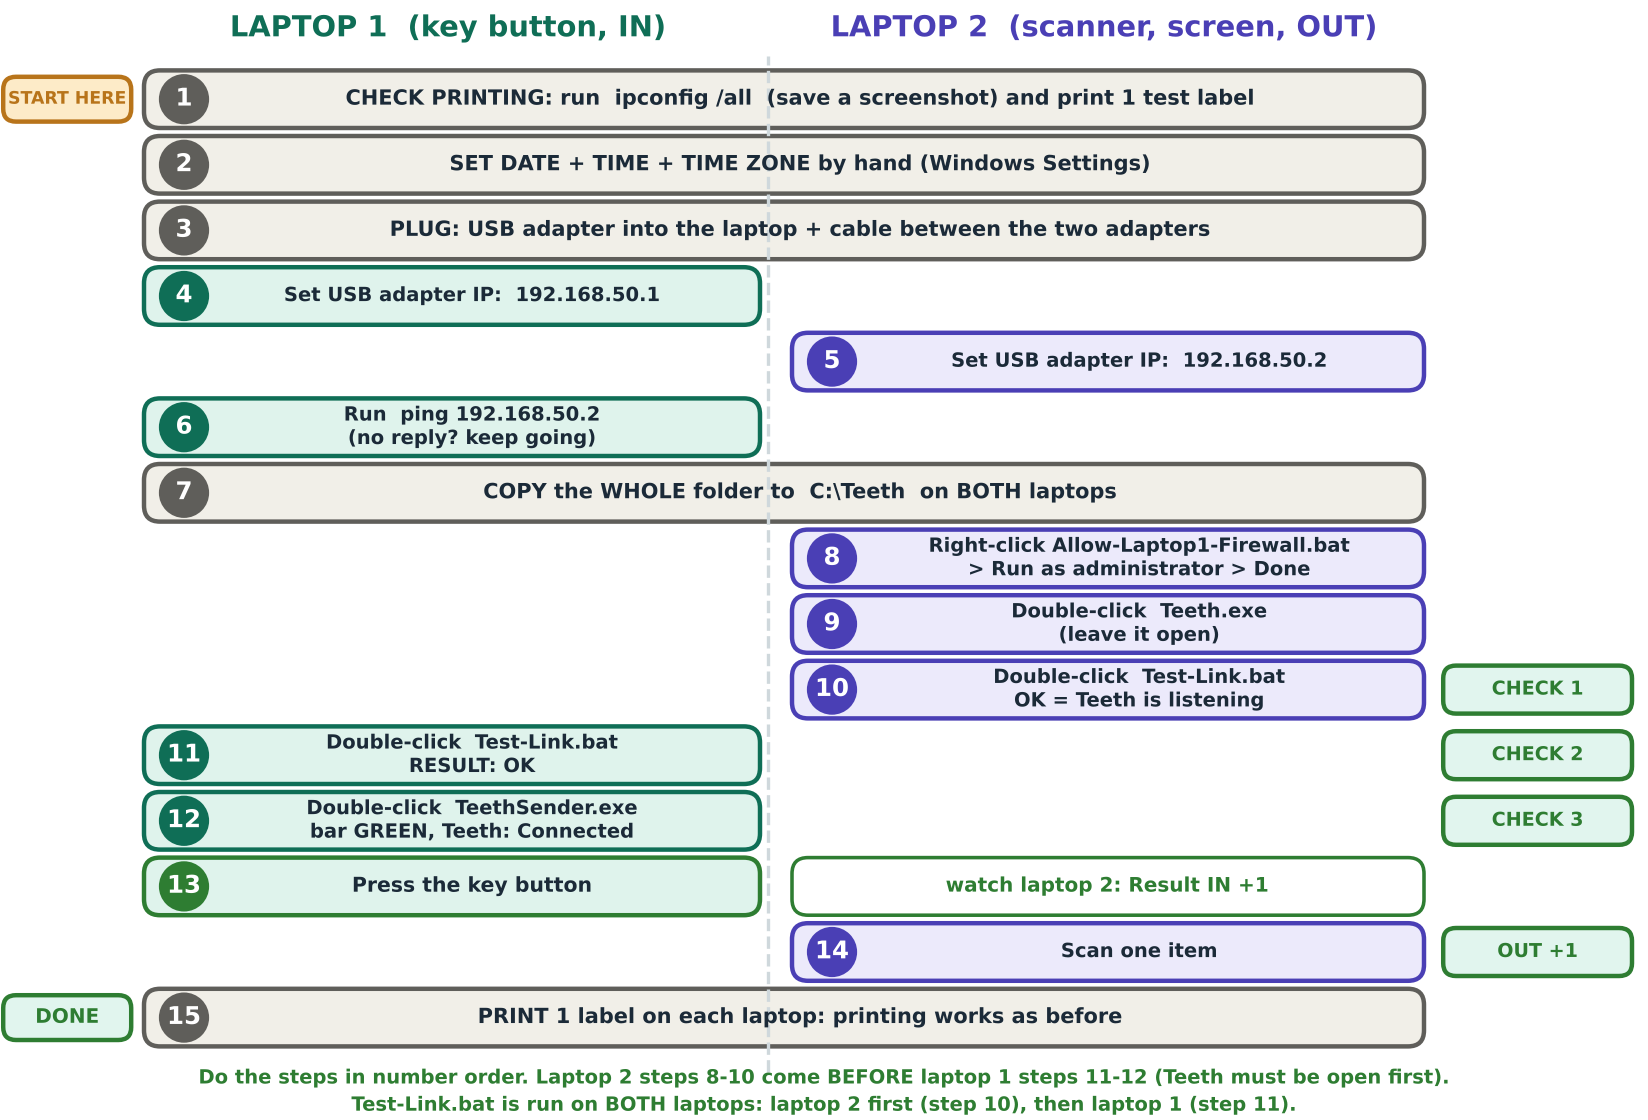 LAPTOP 1  (key button, IN)
LAPTOP 2  (scanner, screen, OUT)
START HERE
1
CHECK PRINTING: run  ipconfig /all  (save a screenshot) and print 1 test label
2
SET DATE + TIME + TIME ZONE by hand (Windows Settings)
3
PLUG: USB adapter into the laptop + cable between the two adapters
4
Set USB adapter IP:  192.168.50.1
5
Set USB adapter IP:  192.168.50.2
6
Run  ping 192.168.50.2
(no reply? keep going)
7
COPY the WHOLE folder to  C:\Teeth  on BOTH laptops
8
Right-click Allow-Laptop1-Firewall.bat
> Run as administrator > Done
9
Double-click  Teeth.exe
(leave it open)
10
Double-click  Test-Link.bat
OK = Teeth is listening
CHECK 1
11
Double-click  Test-Link.bat
RESULT: OK
CHECK 2
12
Double-click  TeethSender.exe
bar GREEN, Teeth: Connected
CHECK 3
13
Press the key button
watch laptop 2: Result IN +1
14
Scan one item
OUT +1
DONE
15
PRINT 1 label on each laptop: printing works as before
Do the steps in number order. Laptop 2 steps 8-10 come BEFORE laptop 1 steps 11-12 (Teeth must be open first).
Test-Link.bat is run on BOTH laptops: laptop 2 first (step 10), then laptop 1 (step 11).